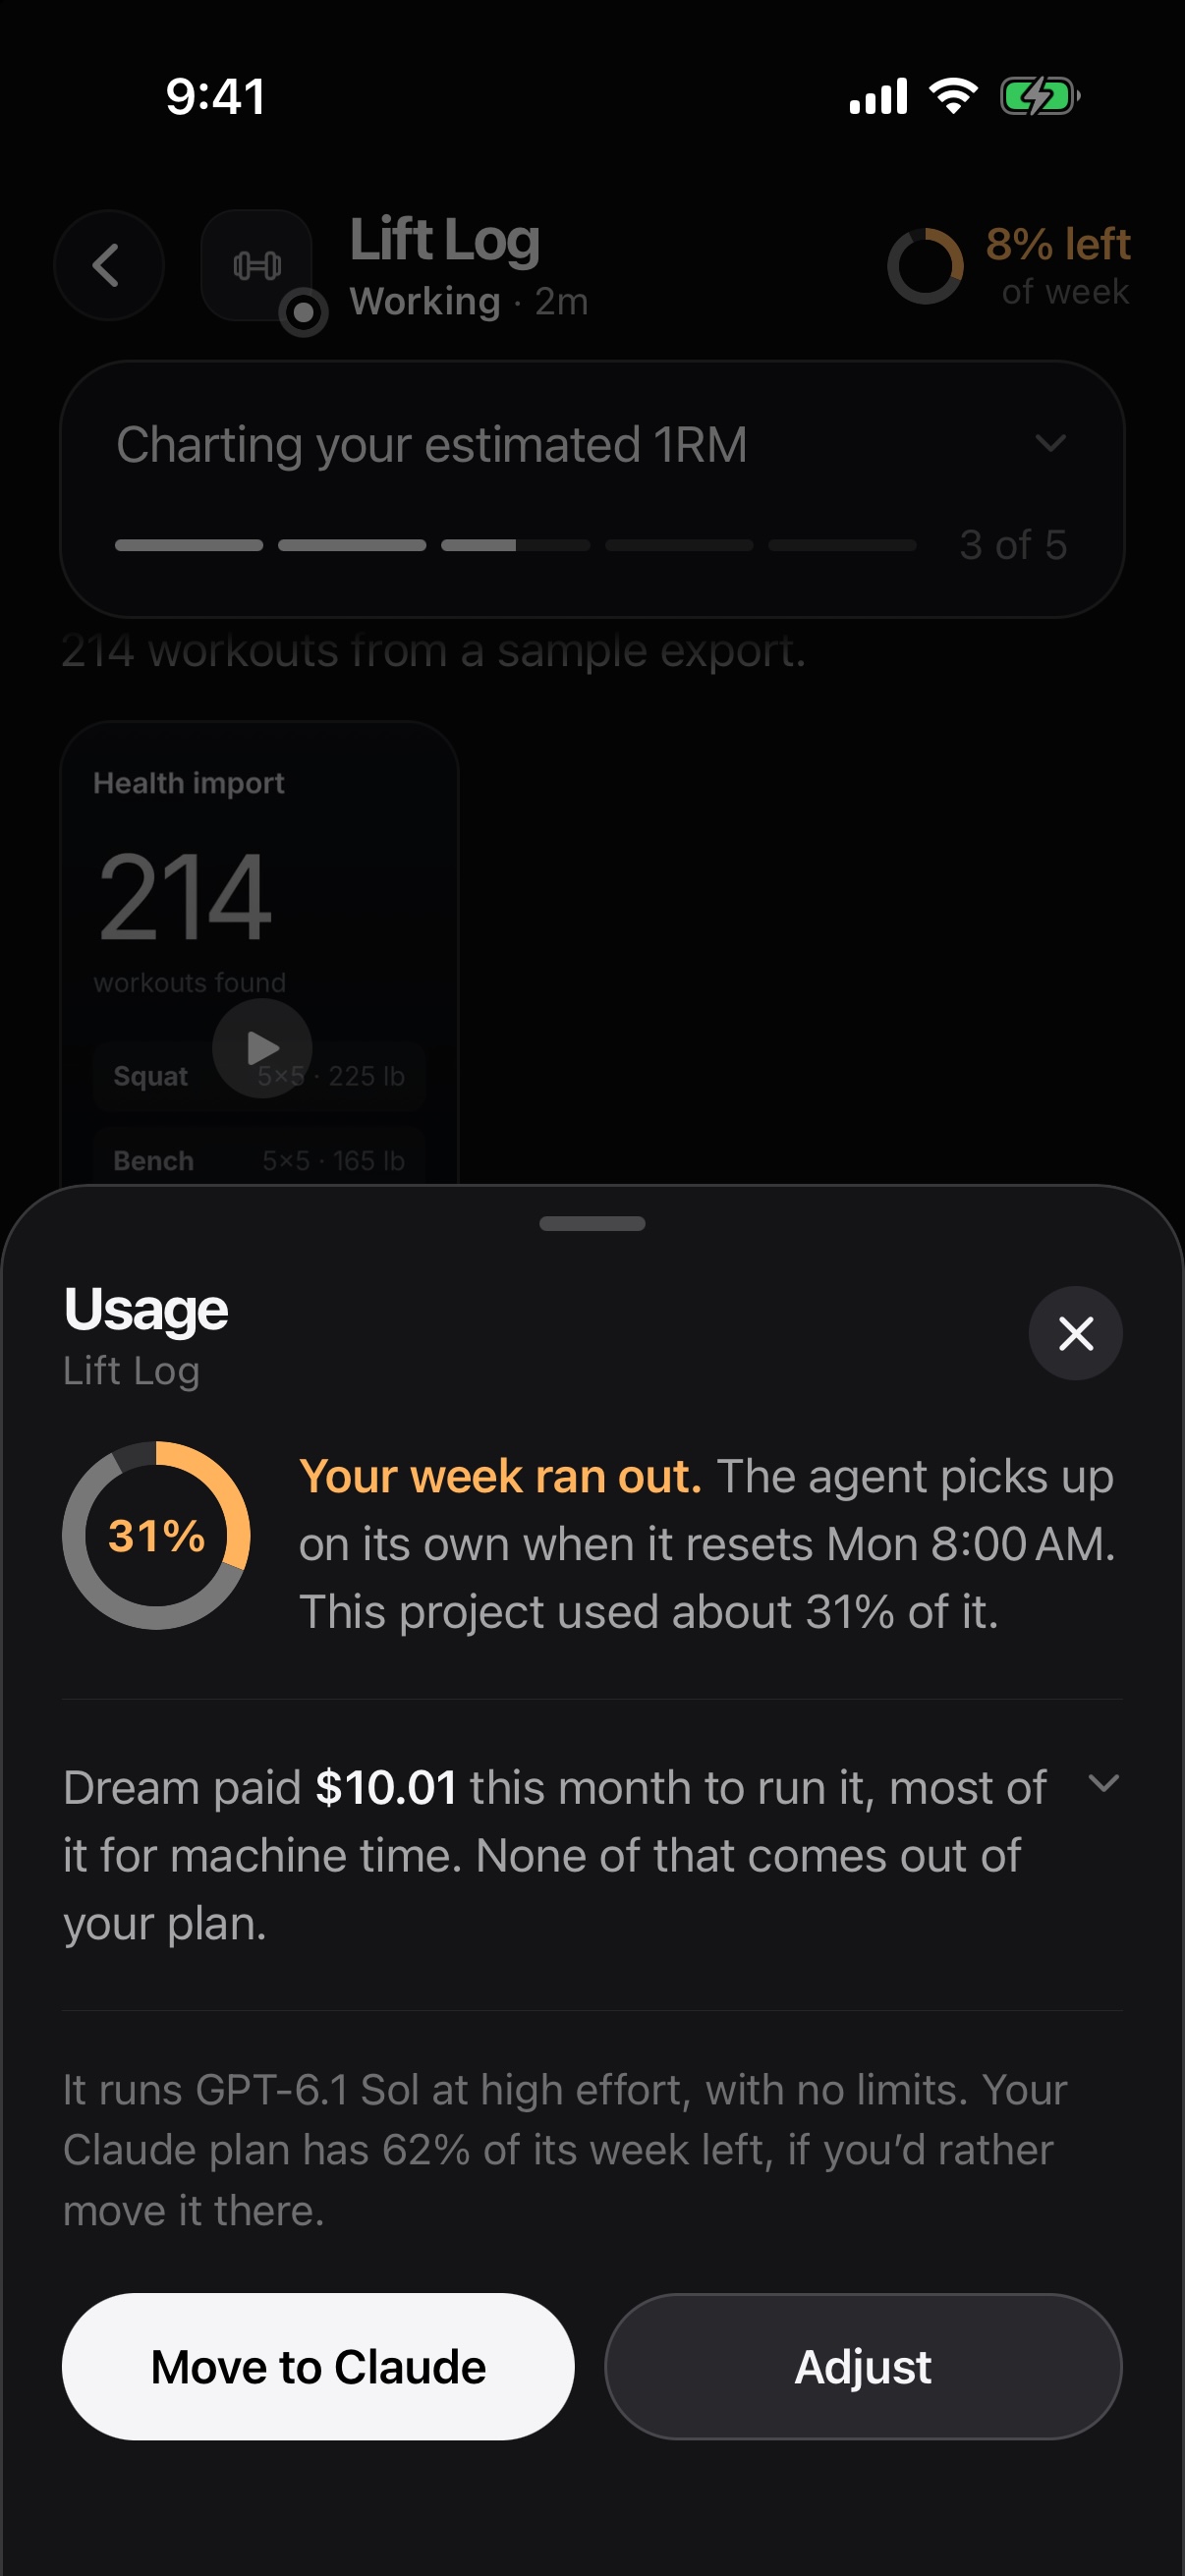 9:41
Lift Log
Working · 2m
8% left
of week
Charting your estimated 1RM
3 of 5
214 workouts from a sample export.
Health import
214
workouts found
Squat 5×5 · 225 lb
Bench 5×5 · 165 lb
Usage
Lift Log
31%
Your week ran out. The agent picks up
on its own when it resets Mon 8:00 AM.
This project used about 31% of it.
Dream paid $10.01 this month to run it, most of
it for machine time. None of that comes out of
your plan.
It runs GPT-6.1 Sol at high effort, with no limits. Your
Claude plan has 62% of its week left, if you’d rather
move it there.
Move to Claude
Adjust